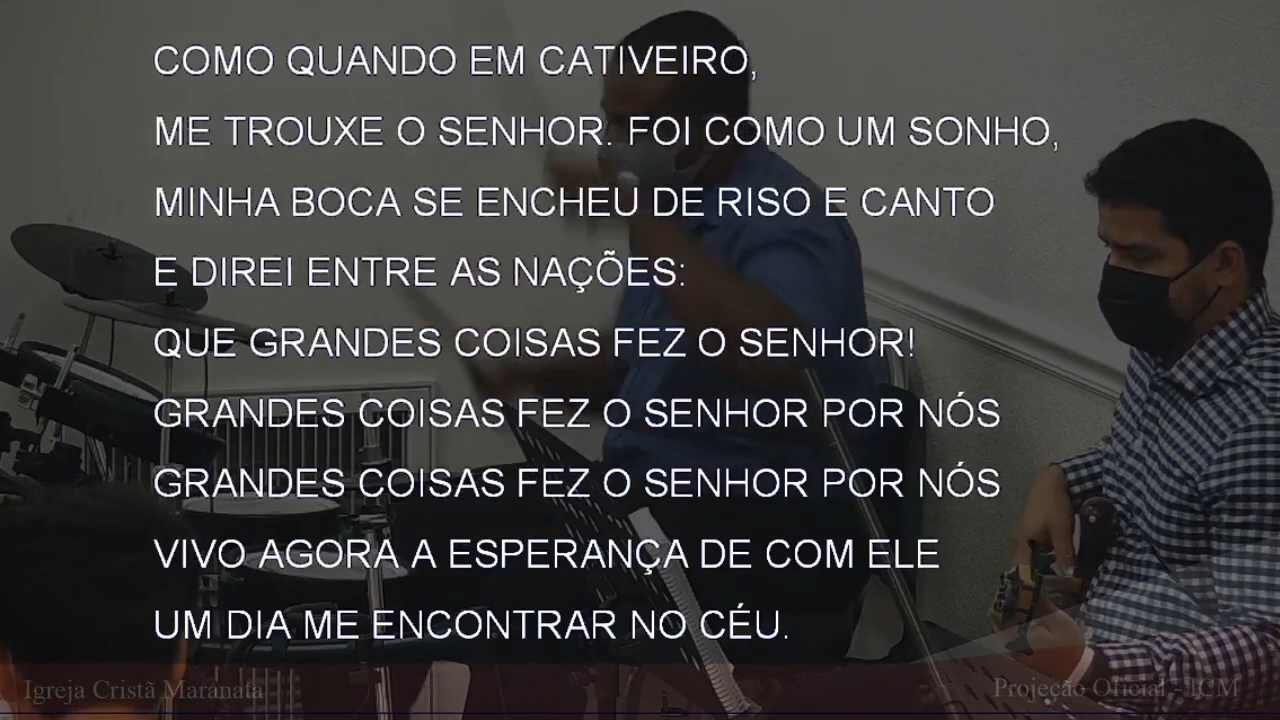 COMO QUANDO EM CATIVEIRO,
ME TROUXE O SENHOR. FOI COMO UM SONHO,
MINHA BOCA SE ENCHEU DE RISO E CANTO
E DIREI ENTRE AS NAÇÕES:
QUE GRANDES COISAS FEZ O SENHOR!
GRANDES COISAS FEZ O SENHOR POR NÓS
GRANDES COISAS FEZ O SENHOR POR NÓS
VIVO AGORA A ESPERANÇA DE COM ELE
UM DIA ME ENCONTRAR NO CÉU.
Igreja Cristã Maranata
Projeção Oficial - ICM